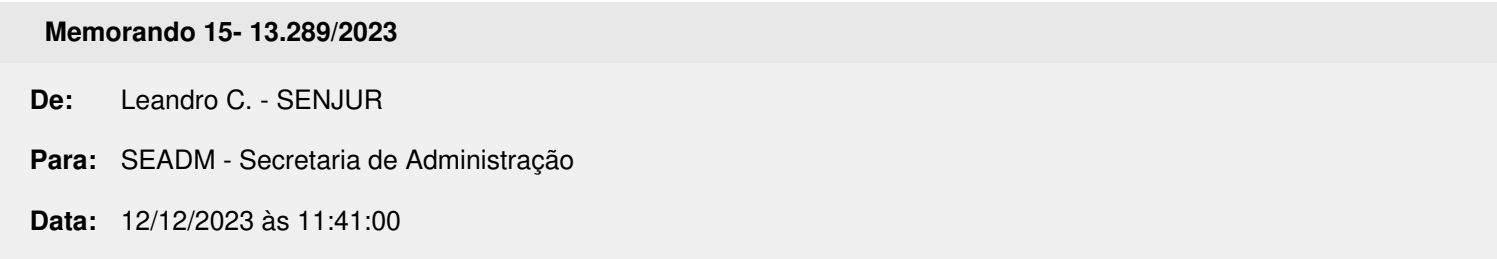 Memorando 15- 13.289/2023
De: Leandro C. - SENJUR
Para: SEADM - Secretaria de Administração
Data: 12/12/2023 às 11:41:00